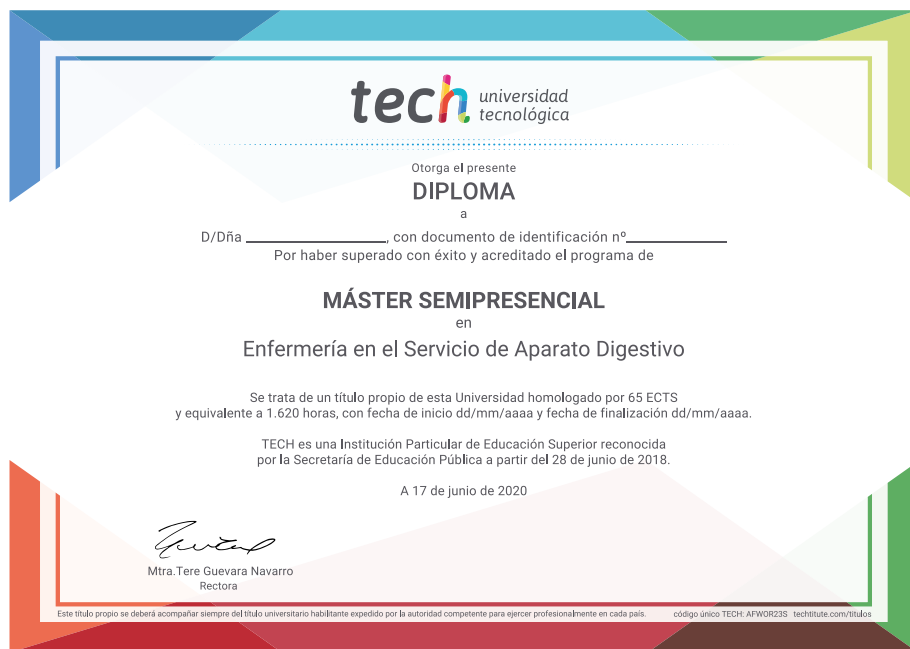 tech universidad
tecnológica
Otorga el presente
DIPLOMA
a
D/Dña ____________________, con documento de identificación nº______________
Por haber superado con éxito y acreditado el programa de
MÁSTER SEMIPRESENCIAL
en
Enfermería en el Servicio de Aparato Digestivo
Se trata de un título propio de esta Universidad homologado por 65 ECTS
y equivalente a 1.620 horas, con fecha de inicio dd/mm/aaaa y fecha de finalización dd/mm/aaaa.
TECH es una Institución Particular de Educación Superior reconocida
por la Secretaría de Educación Pública a partir del 28 de junio de 2018.
A 17 de junio de 2020
Mtra.Tere Guevara Navarro
Rectora
Este título propio se deberá acompañar siempre del título universitario habilitante expedido por la autoridad competente para ejercer profesionalmente en cada país. código único TECH: AFWOR23S techtitute.com/titulos